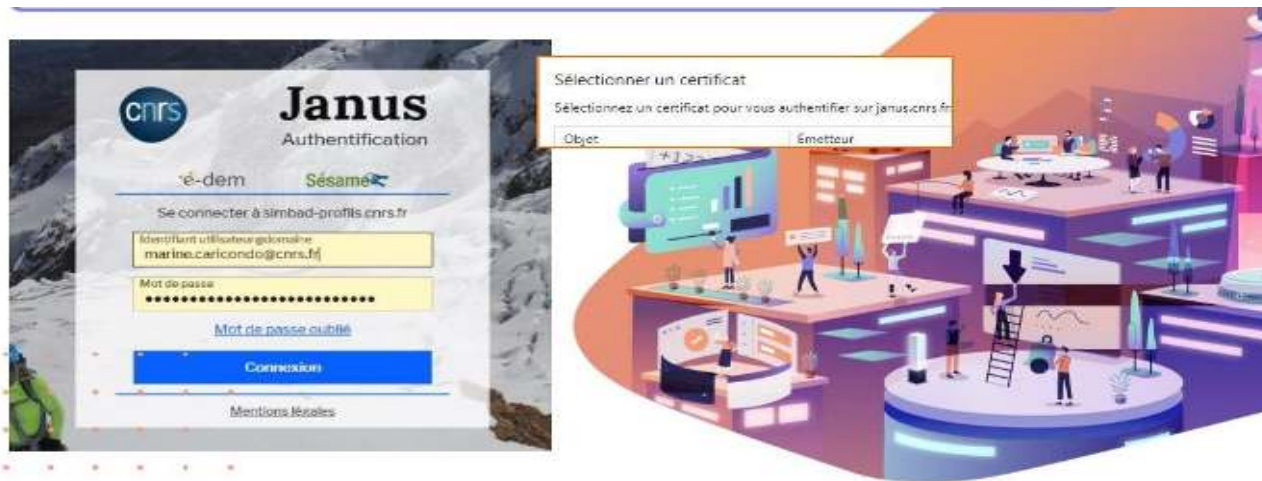 cnrs
Janus
Authentification
é-dem Sésame
Se connecter à simbad-profils.cnrs.fr
Identifiant utilisateur@domaine
marine.caricondo@cnrs.fr
Mot de passe
•••••••••••••••••••••••••••
Mot de passe oublié
Connexion
Mentions légales
Sélectionner un certificat
Sélectionnez un certificat pour vous authentifier sur janus.cnrs.fr
Objet Émetteur